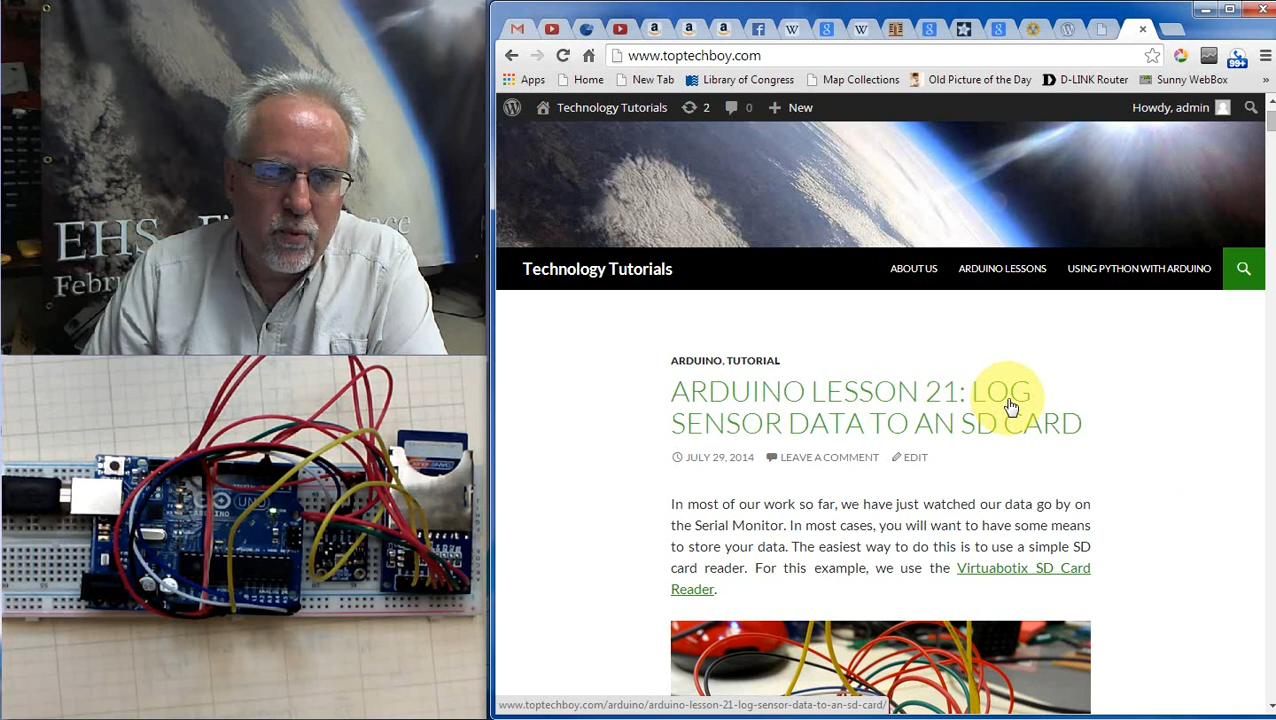 EHS
Febr
www.toptechboy.com
99+
Apps
Home
New Tab
Library of Congress
Map Collections
Old Picture of the Day
D-LINK Router
Sunny WebBox
»
Technology Tutorials
2
0
New
Howdy, admin
Technology Tutorials
ABOUT US
ARDUINO LESSONS
USING PYTHON WITH ARDUINO
ARDUINO, TUTORIAL
ARDUINO LESSON 21: LOG
SENSOR DATA TO AN SD CARD
JULY 29, 2014 LEAVE A COMMENT EDIT
In most of our work so far, we have just watched our data go by on
the Serial Monitor. In most cases, you will want to have some means
to store your data. The easiest way to do this is to use a simple SD
card reader. For this example, we use the Virtuabotix SD Card
Reader.
www.toptechboy.com/arduino/arduino-lesson-21-log-sensor-data-to-an-sd-card/
UNO